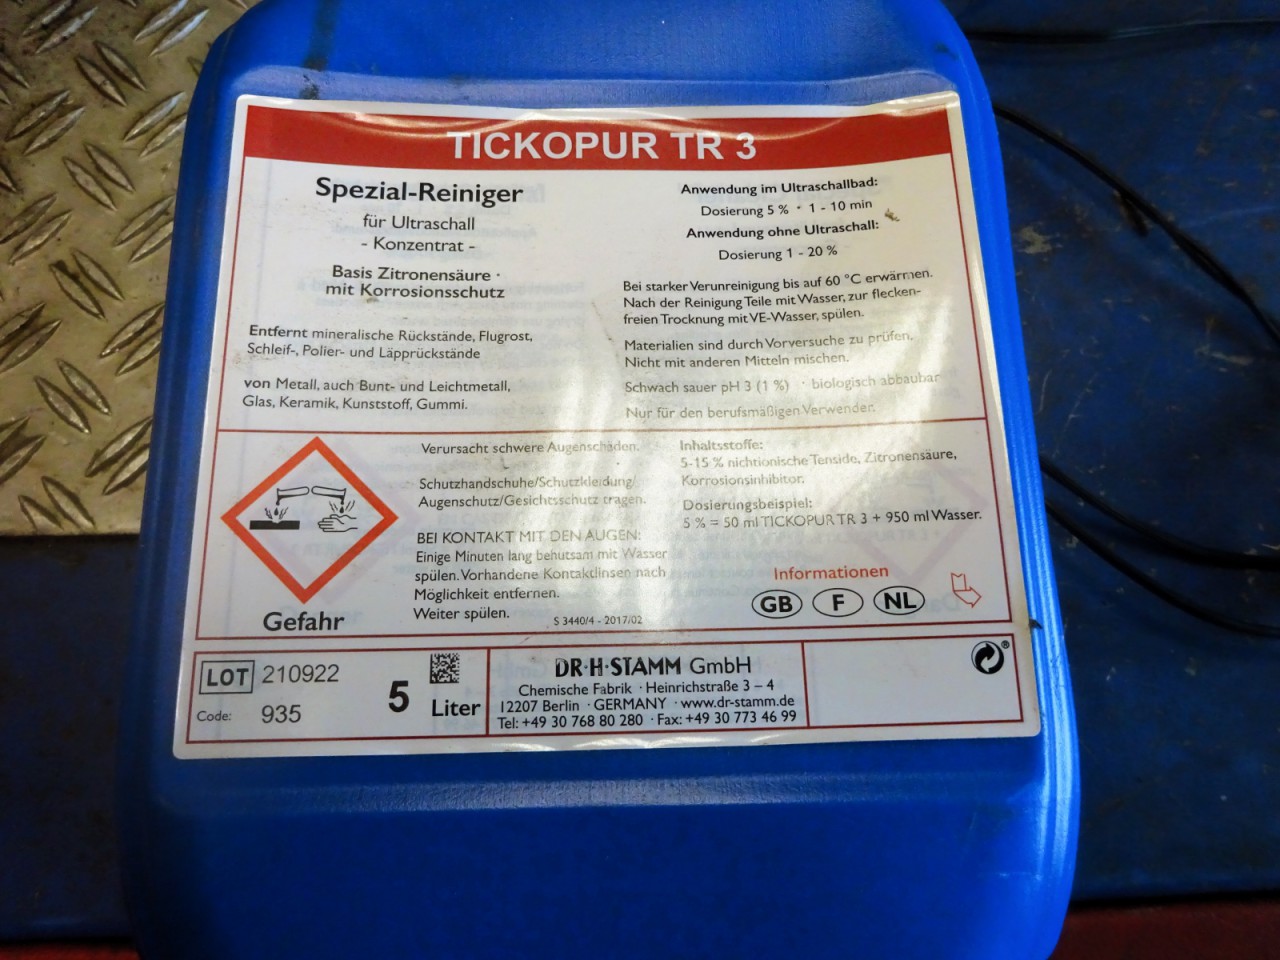 TICKOPUR TR 3
Spezial-Reiniger
für Ultraschall
- Konzentrat -
Basis Zitronensäure ·
mit Korrosionsschutz
Entfernt mineralische Rückstände, Flugrost,
Schleif-, Polier- und Läpprückstände
von Metall, auch Bunt- und Leichtmetall,
Glas, Keramik, Kunststoff, Gummi.
Anwendung im Ultraschallbad:
Dosierung 5 % · 1 - 10 min
Anwendung ohne Ultraschall:
Dosierung 1 - 20 %
Bei starker Verunreinigung bis auf 60 °C erwärmen.
Nach der Reinigung Teile mit Wasser, zur flecken-
freien Trocknung mit VE-Wasser, spülen.
Materialien sind durch Vorversuche zu prüfen.
Nicht mit anderen Mitteln mischen.
Schwach sauer pH 3 (1 %) · biologisch abbaubar
Nur für den berufsmäßigen Verwender.
Gefahr
Verursacht schwere Augenschäden.
Schutzhandschuhe/Schutzkleidung/
Augenschutz/Gesichtsschutz tragen.
BEI KONTAKT MIT DEN AUGEN:
Einige Minuten lang behutsam mit Wasser
spülen. Vorhandene Kontaktlinsen nach
Möglichkeit entfernen.
Weiter spülen.
S 3440/4 - 2017/02
Inhaltsstoffe:
5-15 % nichtionische Tenside, Zitronensäure,
Korrosionsinhibitor.
Dosierungsbeispiel:
5 % = 50 ml TICKOPUR TR 3 + 950 ml Wasser.
Informationen
GB F NL
LOT 210922
Code: 935
5 Liter
DR·H·STAMM GmbH
Chemische Fabrik · Heinrichstraße 3 – 4
12207 Berlin · GERMANY · www.dr-stamm.de
Tel: +49 30 768 80 280 · Fax: +49 30 773 46 99
®